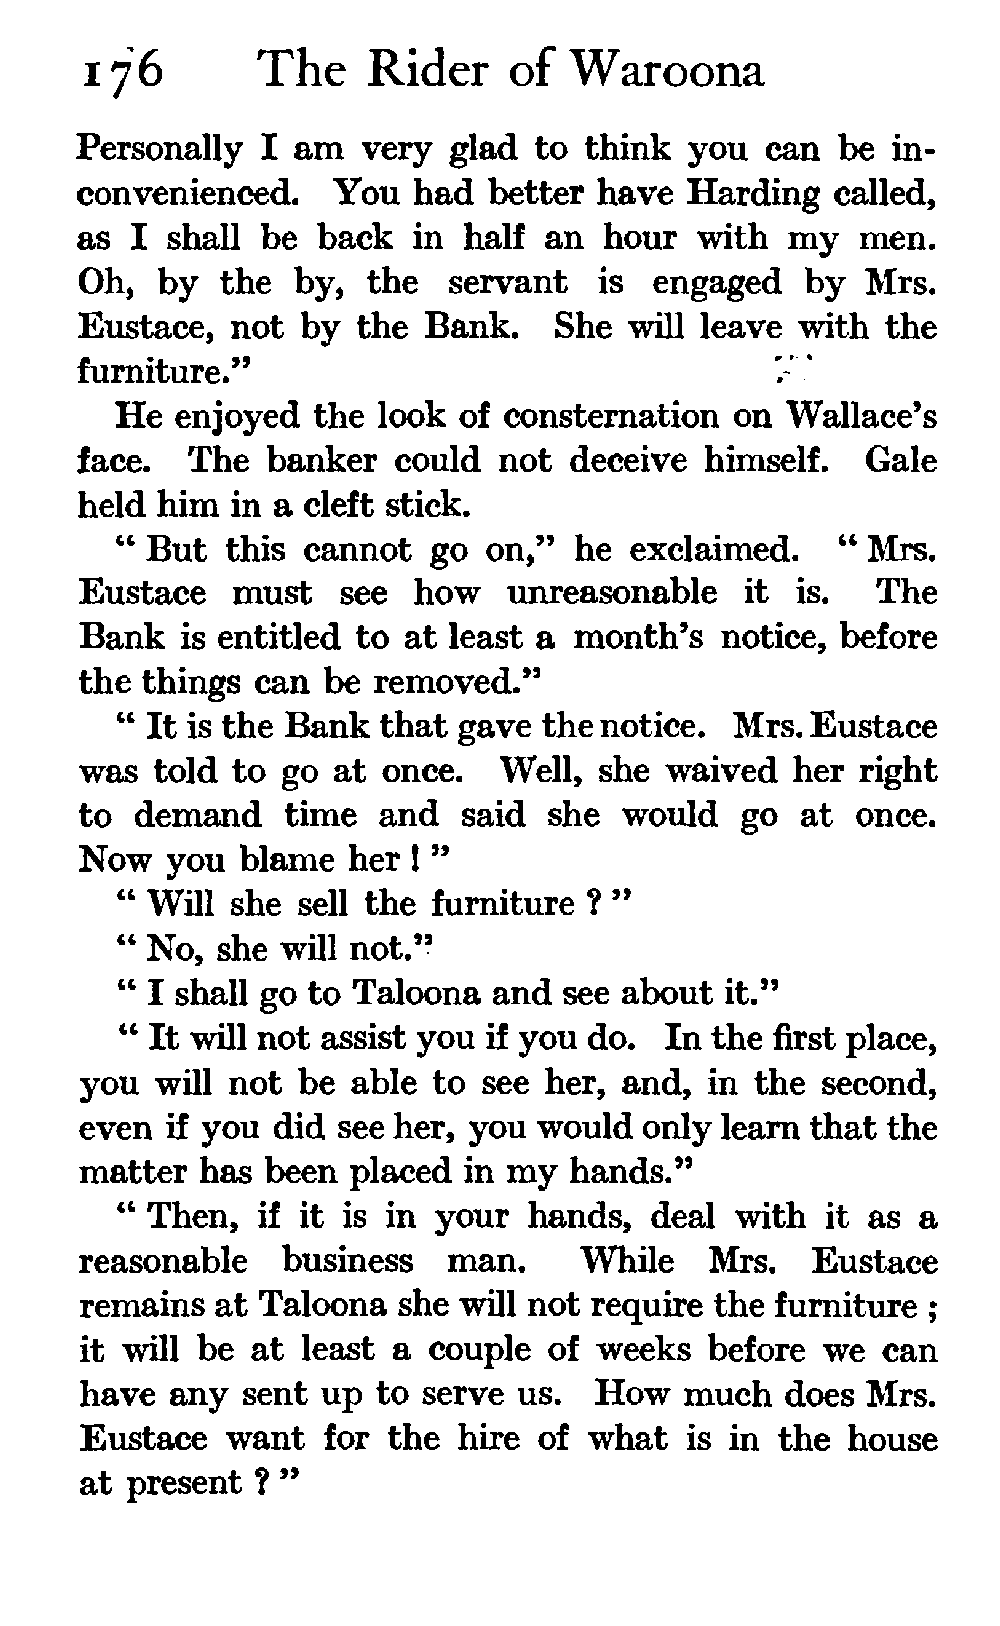 176 The Rider of Waroona
Personally I am very glad to think you can be in-
convenienced. You had better have Harding called,
as I shall be back in half an hour with my men.
Oh, by the by, the servant is engaged by Mrs.
Eustace, not by the Bank. She will leave with the
furniture."
He enjoyed the look of consternation on Wallace's
face. The banker could not deceive himself. Gale
held him in a cleft stick.
" But this cannot go on," he exclaimed. " Mrs.
Eustace must see how unreasonable it is. The
Bank is entitled to at least a month's notice, before
the things can be removed."
" It is the Bank that gave the notice. Mrs. Eustace
was told to go at once. Well, she waived her right
to demand time and said she would go at once.
Now you blame her ! "
" Will she sell the furniture ? "
" No, she will not."
" I shall go to Taloona and see about it."
" It will not assist you if you do. In the first place,
you will not be able to see her, and, in the second,
even if you did see her, you would only learn that the
matter has been placed in my hands."
" Then, if it is in your hands, deal with it as a
reasonable business man. While Mrs. Eustace
remains at Taloona she will not require the furniture ;
it will be at least a couple of weeks before we can
have any sent up to serve us. How much does Mrs.
Eustace want for the hire of what is in the house
at present ? "